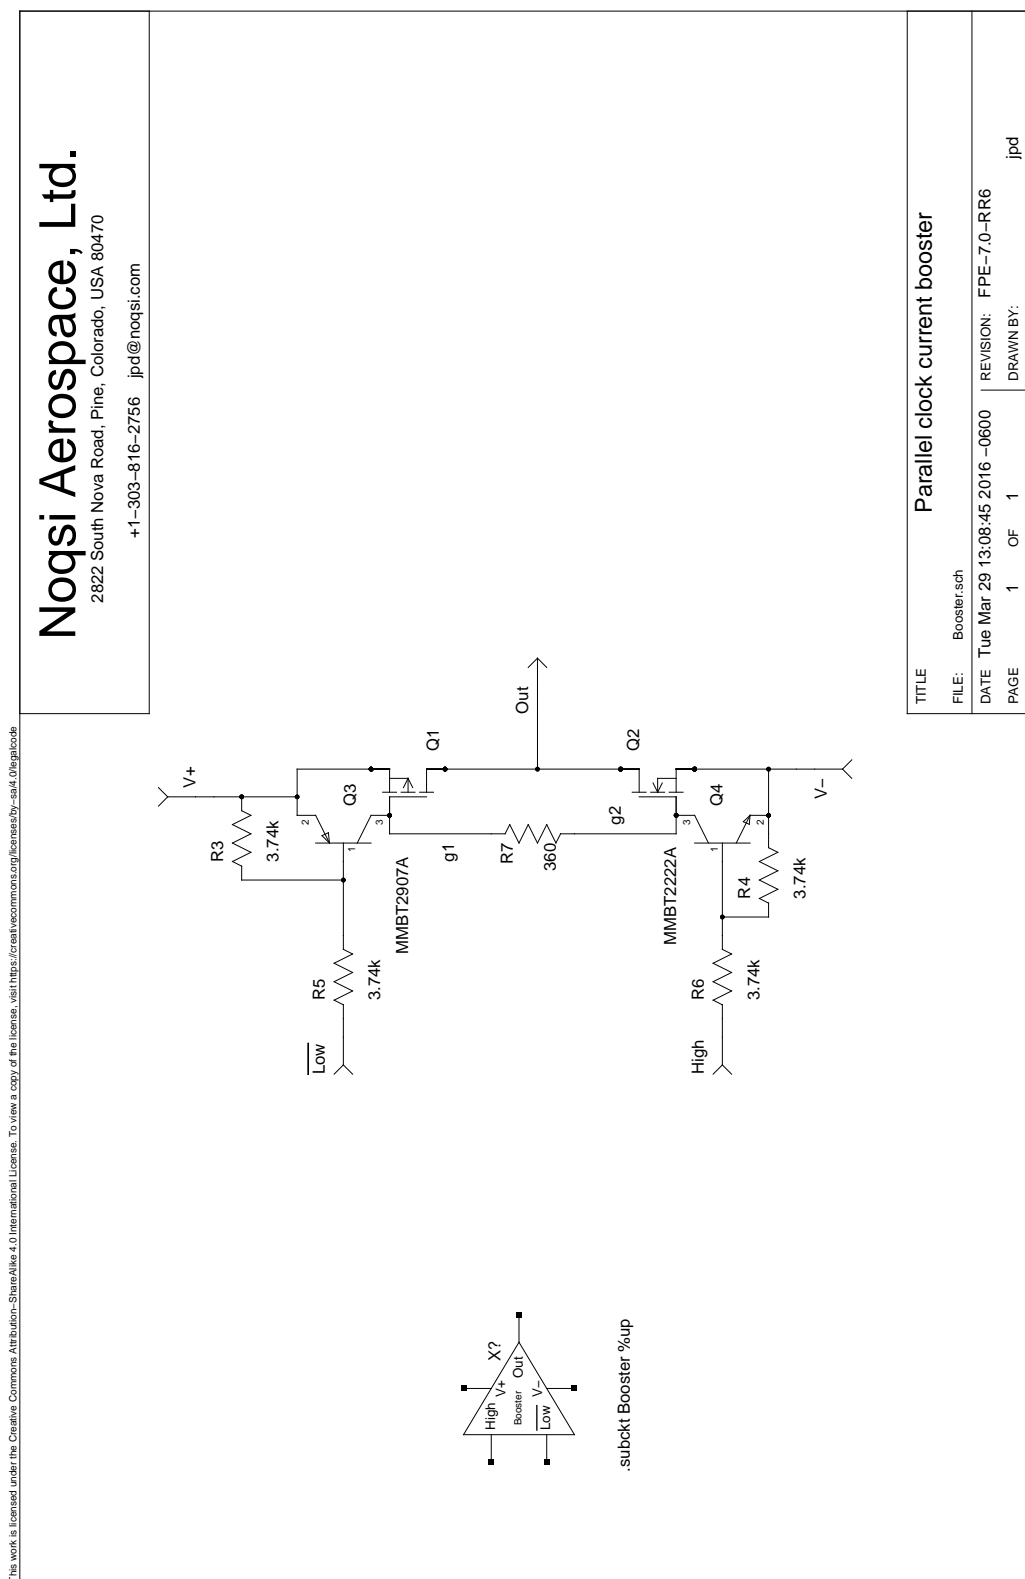 This work is licensed under the Creative Commons Attribution−ShareAlike 4.0 International License. To view a copy of the license, visit https://creativecommons.org/licenses/by−sa/4.0/legalcode
Noqsi Aerospace, Ltd.
2822 South Nova Road, Pine, Colorado, USA 80470
+1−303−816−2756 jpd@noqsi.com
V+
R3
3.74k
2
Q3
1
3
Q1
Low
R5
3.74k
MMBT2907A
g1
R7
360
Out
g2
Q2
MMBT2222A
3
Q4
1
2
High
R6
3.74k
R4
3.74k
V−
X?
High
V+
Booster
Out
Low
V−
.subckt Booster %up
TITLE
Parallel clock current booster
FILE: Booster.sch
DATE Tue Mar 29 13:08:45 2016 −0600
REVISION: FPE−7.0−RR6
PAGE 1 OF 1
DRAWN BY: jpd